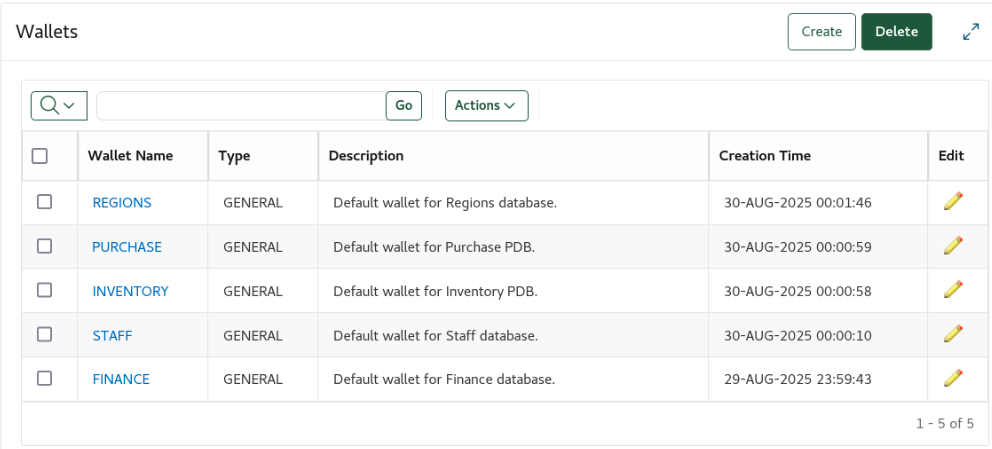 Wallets
Create
Delete
Go
Actions
Wallet Name Type Description Creation Time Edit
REGIONS GENERAL Default wallet for Regions database. 30-AUG-2025 00:01:46
PURCHASE GENERAL Default wallet for Purchase PDB. 30-AUG-2025 00:00:59
INVENTORY GENERAL Default wallet for Inventory PDB. 30-AUG-2025 00:00:58
STAFF GENERAL Default wallet for Staff database. 30-AUG-2025 00:00:10
FINANCE GENERAL Default wallet for Finance database. 29-AUG-2025 23:59:43
1 - 5 of 5